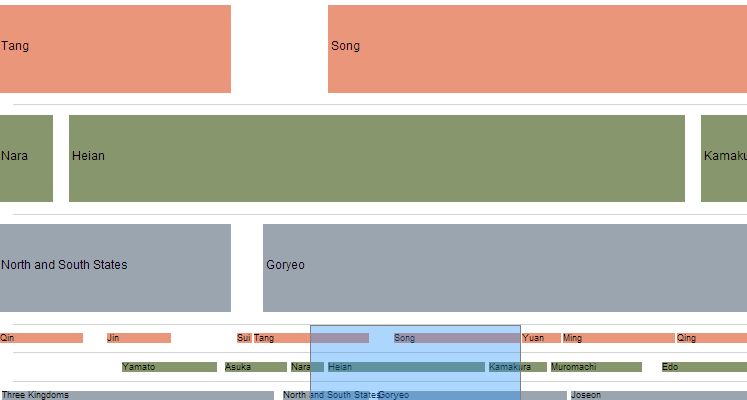 Tang Song
Nara Heian Kamaku
North and South States Goryeo
Qin Jin Sui Tang Song Yuan Ming Qing
Yamato Asuka Nara Heian Kamakura Muromachi Edo
Three Kingdoms North and South States Goryeo Joseon